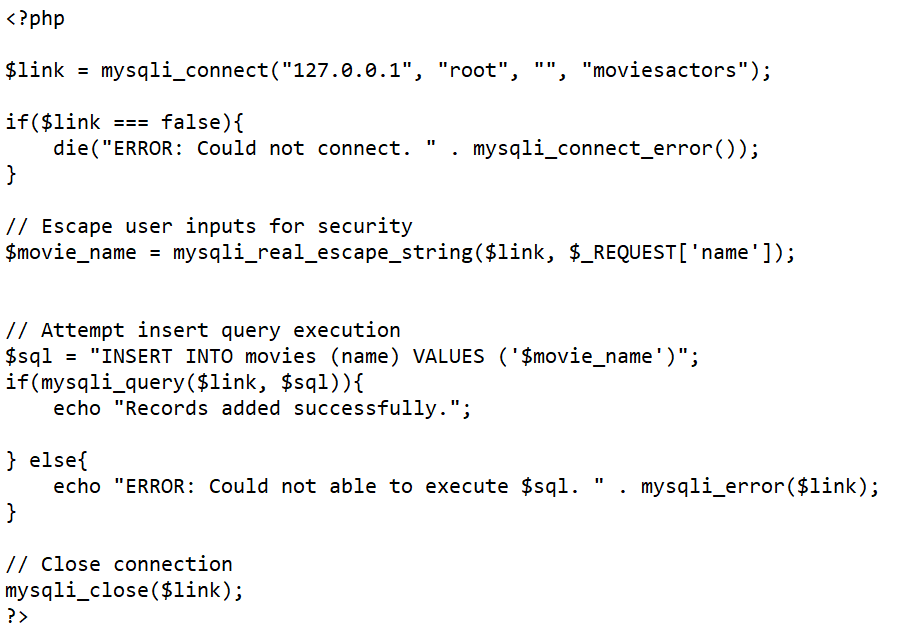 <?php
$link = mysqli_connect("127.0.0.1", "root", "", "moviesactors");
if($link === false){
    die("ERROR: Could not connect. " . mysqli_connect_error());
}
// Escape user inputs for security
$movie_name = mysqli_real_escape_string($link, $_REQUEST['name']);
// Attempt insert query execution
$sql = "INSERT INTO movies (name) VALUES ('$movie_name')";
if(mysqli_query($link, $sql)){
    echo "Records added successfully.";
} else{
    echo "ERROR: Could not able to execute $sql. " . mysqli_error($link);
}
// Close connection
mysqli_close($link);
?>